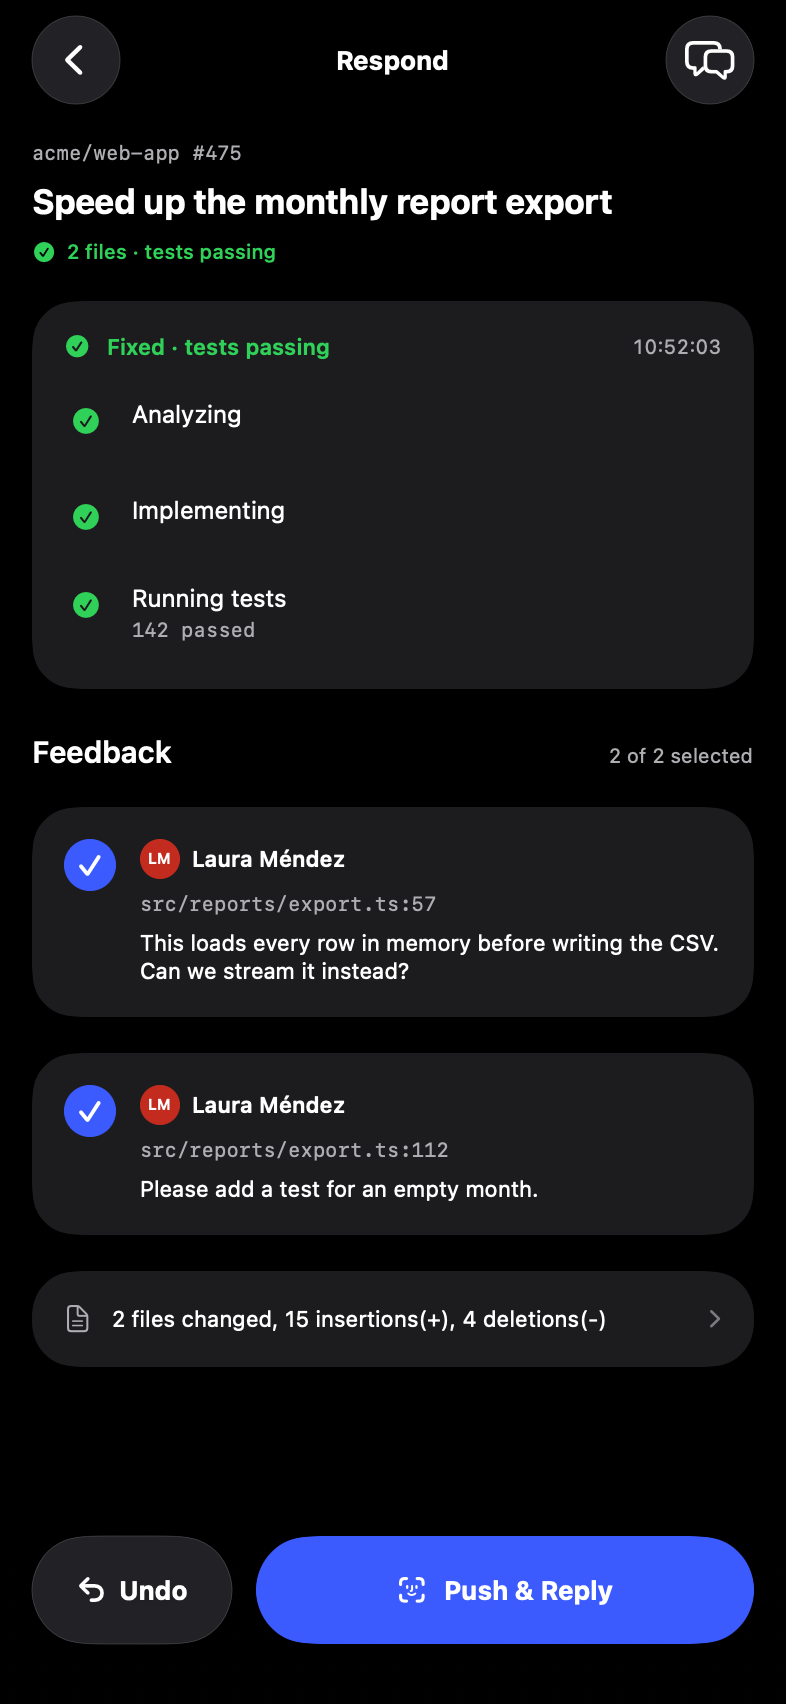 Respond
acme/web-app #475
Speed up the monthly report export
2 files · tests passing
Fixed · tests passing
10:52:03
Analyzing
Implementing
Running tests
142 passed
Feedback
2 of 2 selected
LM Laura Méndez
src/reports/export.ts:57
This loads every row in memory before writing the CSV.
Can we stream it instead?
LM Laura Méndez
src/reports/export.ts:112
Please add a test for an empty month.
2 files changed, 15 insertions(+), 4 deletions(-)
Undo
Push & Reply